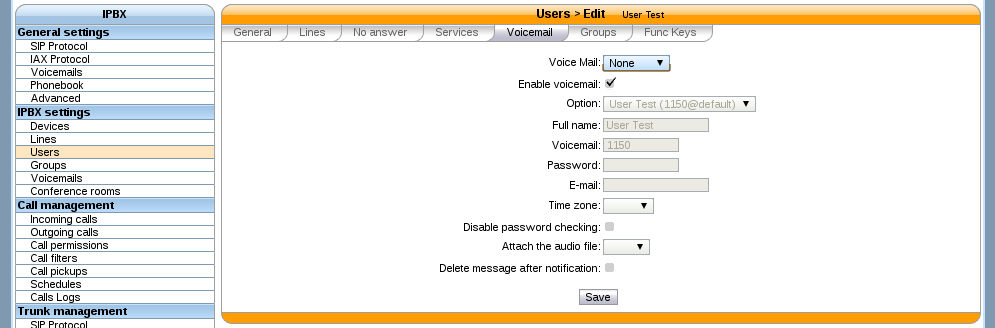 IPBX
General settings
SIP Protocol
IAX Protocol
Voicemails
Phonebook
Advanced
IPBX settings
Devices
Lines
Users
Groups
Voicemails
Conference rooms
Call management
Incoming calls
Outgoing calls
Call permissions
Call filters
Call pickups
Schedules
Calls Logs
Trunk management
SIP Protocol
Users > Edit User Test
General Lines No answer Services Voicemail Groups Func Keys
Voice Mail: None
Enable voicemail:
Option: User Test (1150@default)
Full name: User Test
Voicemail: 1150
Password:
E-mail:
Time zone:
Disable password checking:
Attach the audio file:
Delete message after notification:
Save